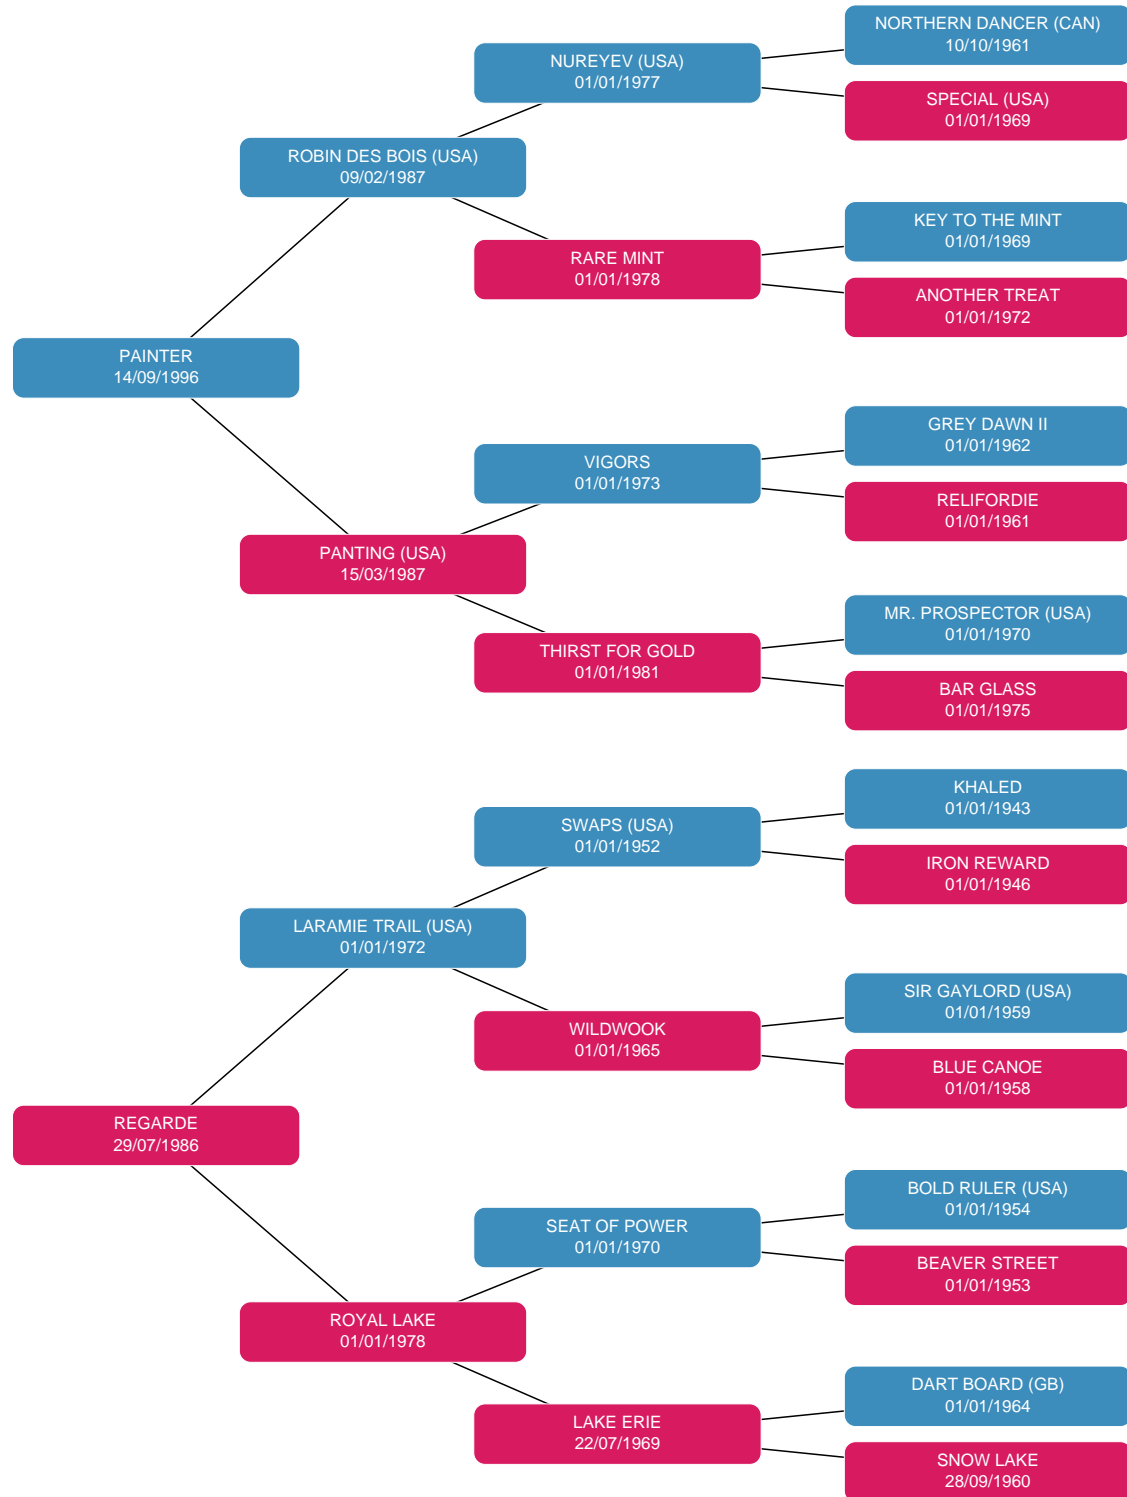 NORTHERN DANCER (CAN)
10/10/1961
NUREYEV (USA)
01/01/1977
SPECIAL (USA)
01/01/1969
ROBIN DES BOIS (USA)
09/02/1987
KEY TO THE MINT
01/01/1969
RARE MINT
01/01/1978
ANOTHER TREAT
01/01/1972
PAINTER
14/09/1996
GREY DAWN II
01/01/1962
VIGORS
01/01/1973
RELIFORDIE
01/01/1961
PANTING (USA)
15/03/1987
MR. PROSPECTOR (USA)
01/01/1970
THIRST FOR GOLD
01/01/1981
BAR GLASS
01/01/1975
KHALED
01/01/1943
SWAPS (USA)
01/01/1952
IRON REWARD
01/01/1946
LARAMIE TRAIL (USA)
01/01/1972
SIR GAYLORD (USA)
01/01/1959
WILDWOOK
01/01/1965
BLUE CANOE
01/01/1958
REGARDE
29/07/1986
BOLD RULER (USA)
01/01/1954
SEAT OF POWER
01/01/1970
BEAVER STREET
01/01/1953
ROYAL LAKE
01/01/1978
DART BOARD (GB)
01/01/1964
LAKE ERIE
22/07/1969
SNOW LAKE
28/09/1960